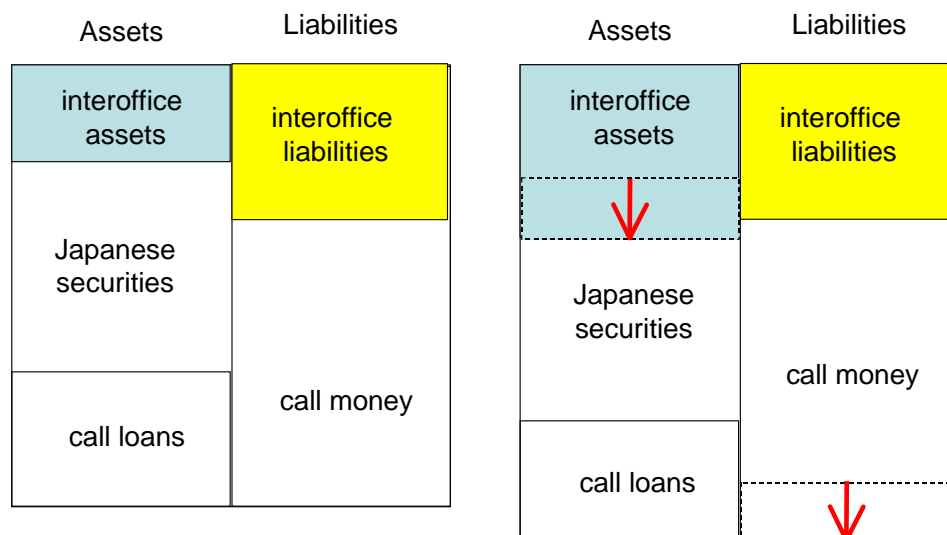 Assets
Liabilities
interoffice
assets
interoffice
liabilities
Japanese
securities
call money
call loans
Assets
Liabilities
interoffice
assets
interoffice
liabilities
Japanese
securities
call money
call loans